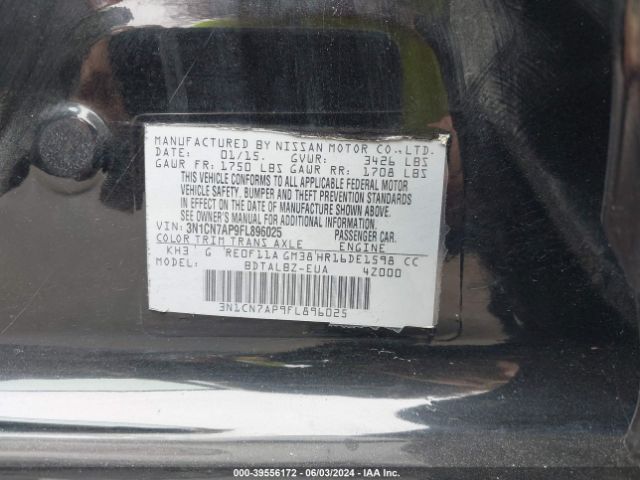 MANUFACTURED BY NISSAN MOTOR CO., LTD.
DATE: 01/15. GVWR: 3426 LBS
GAWR FR: 1750 LBS GAWR RR: 1708 LBS
THIS VEHICLE CONFORMS TO ALL APPLICABLE FEDERAL MOTOR
VEHICLE SAFETY, BUMPER AND THEFT PREVENTION STANDARDS
IN EFFECT ON THE DATE OF MANUFACTURE SHOWN ABOVE.
SEE OWNER'S MANUAL FOR ADDITIONAL INFORMATION.
VIN: 3N1CN7AP9FL896025 PASSENGER CAR.
COLOR TRIM TRANS AXLE ENGINE
KH3 G RE0F11A GM38 HR16DE1598 CC
MODEL: BDTALBZ-EUA 4Z000
3N1CN7AP9FL896025
000-39556172 - 06/03/2024 - IAA Inc.